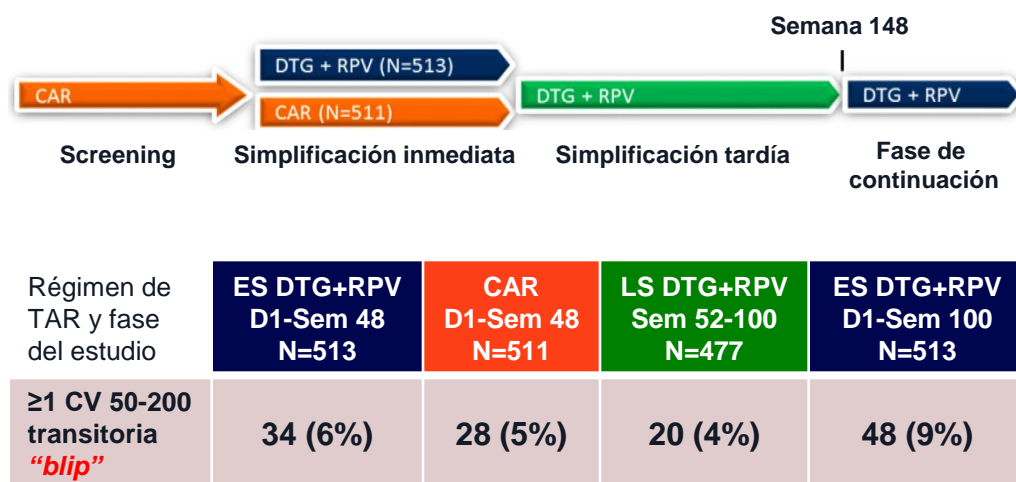 Semana 148
CAR
DTG + RPV (N=513)
CAR (N=511)
DTG + RPV
DTG + RPV
Screening
Simplificación inmediata
Simplificación tardía
Fase de
continuación
Régimen de
TAR y fase
del estudio
ES DTG+RPV
D1-Sem 48
N=513
CAR
D1-Sem 48
N=511
LS DTG+RPV
Sem 52-100
N=477
ES DTG+RPV
D1-Sem 100
N=513
≥1 CV 50-200
transitoria
“blip”
34 (6%)
28 (5%)
20 (4%)
48 (9%)